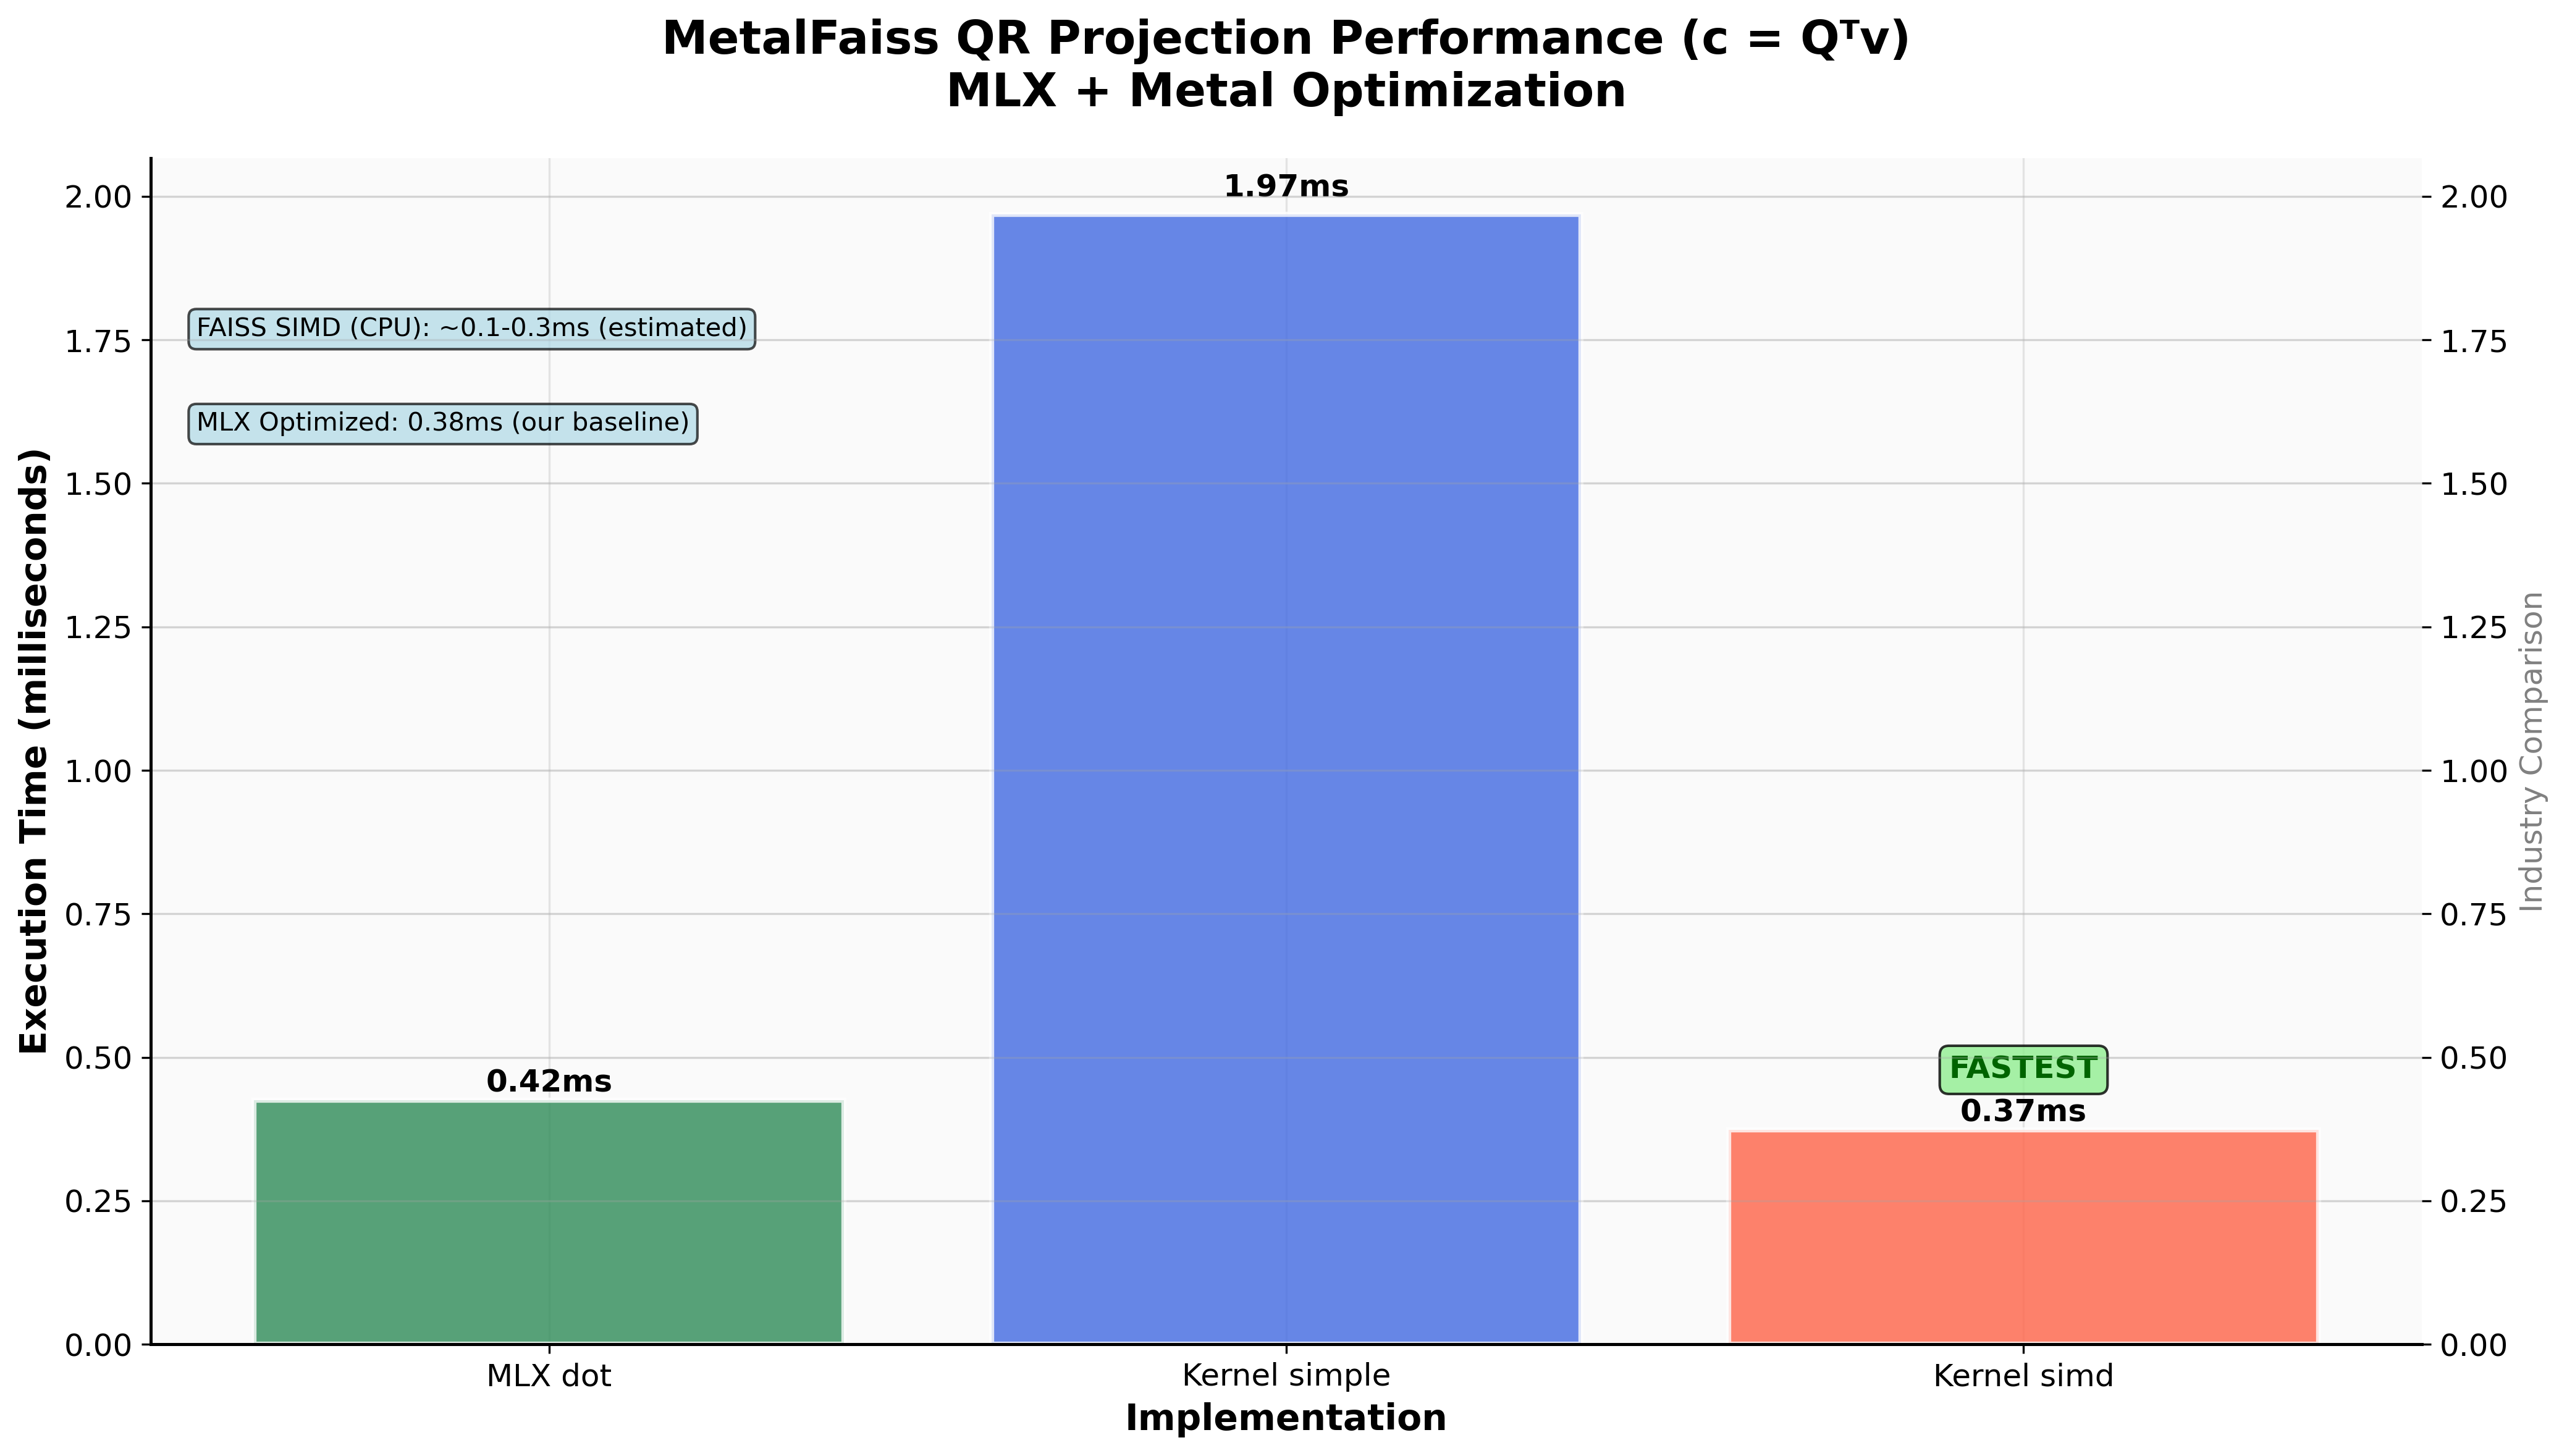 MetalFaiss QR Projection Performance (c = Qᵀv)
MLX + Metal Optimization
Execution Time (milliseconds)
2.00
1.75
1.50
1.25
1.00
0.75
0.50
0.25
0.00
FAISS SIMD (CPU): ~0.1-0.3ms (estimated)
MLX Optimized: 0.38ms (our baseline)
0.42ms
1.97ms
FASTEST
0.37ms
2.00
1.75
1.50
1.25
1.00
0.75
0.50
0.25
0.00
Industry Comparison
MLX dot
Kernel simple
Kernel simd
Implementation